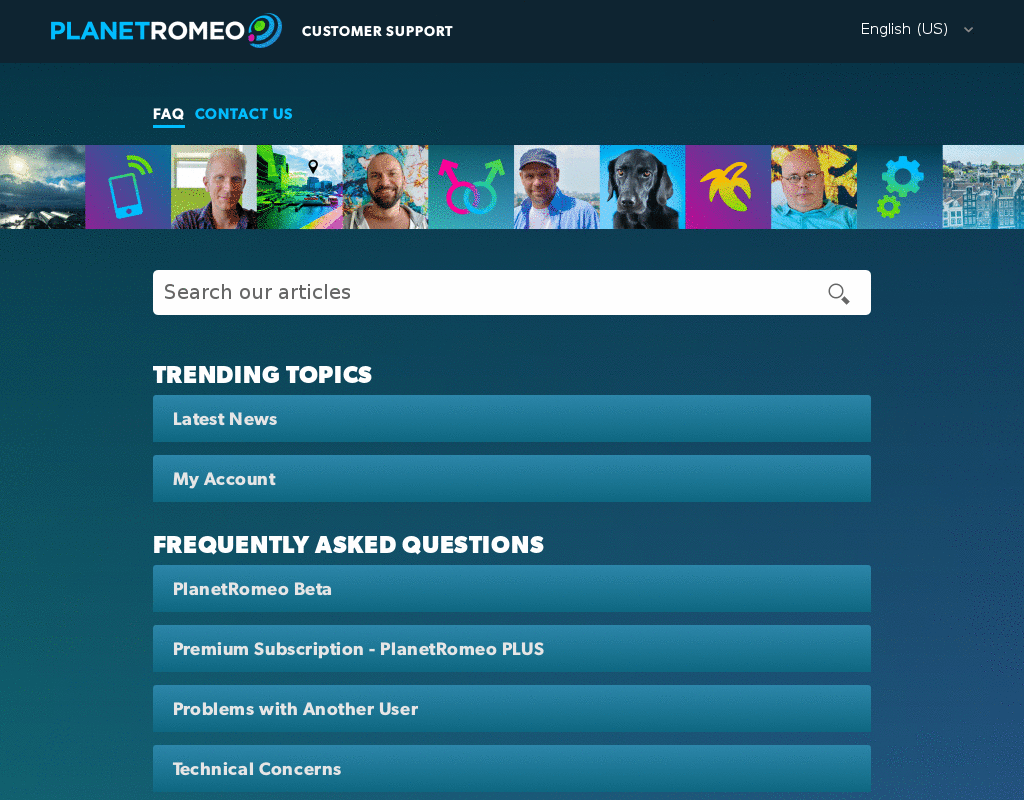 PLANETROMEO CUSTOMER SUPPORT
English (US)
FAQ CONTACT US
Search our articles
TRENDING TOPICS
Latest News
My Account
FREQUENTLY ASKED QUESTIONS
PlanetRomeo Beta
Premium Subscription - PlanetRomeo PLUS
Problems with Another User
Technical Concerns